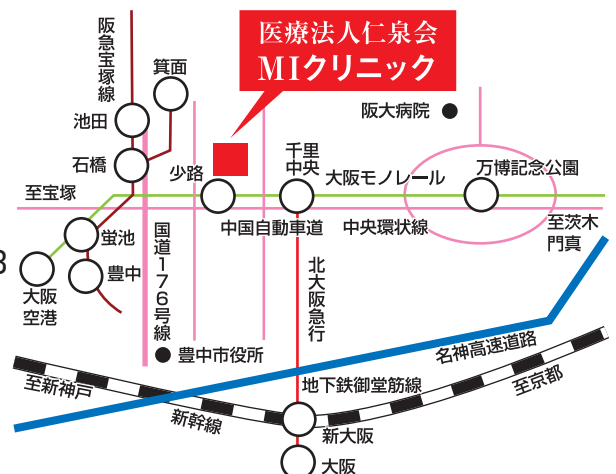 医療法人仁泉会
MIクリニック
阪急宝塚線
箕面
池田
阪大病院
石橋
少路
千里
中央
大阪モノレール
万博記念公園
至宝塚
中国自動車道
中央環状線
至茨木
門真
蛍池
豊中
3
大阪
空港
国道176号線
北大阪急行
豊中市役所
名神高速道路
至新神戸
地下鉄御堂筋線
至京都
新幹線
新大阪
大阪